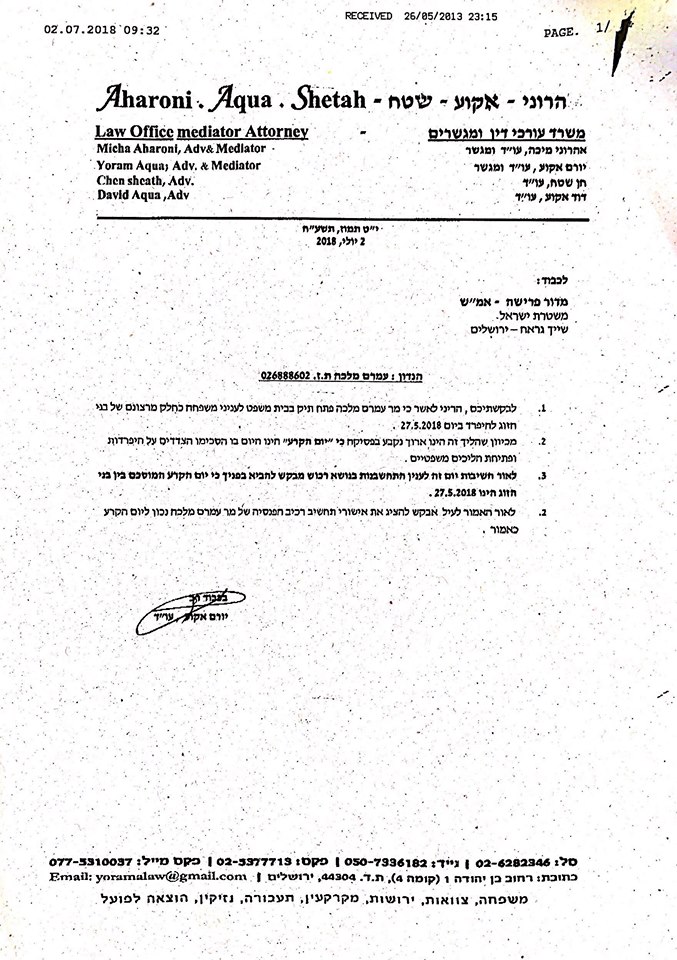 RECEIVED 26/05/2013 23:15
02.07.2018 09:32
PAGE. 1/
Aharoni . Aqua . Shetah - הרוני - אקוע - שטח
Law Office mediator Attorney - משרד עורכי דין ומגשרים
Micha Aharoni, Adv& Mediator אהרוני מיכה, עו״ד ומגשר
Yoram Aqua; Adv. & Mediator יורם אקוע, עו״ד ומגשר
Chen sheath, Adv. חן שטח, עו״ד
David Aqua ,Adv דוד אקוע , עו״ד
י״ט תמוז, תשע״ח
2 יולי, 2018
לכבוד:
מדור פרישה - אמ״ש
משטרת ישראל.
שייך גראח – ירושלים
הנדון : עמרם מלכה ת.ז. 026888602
1. לבקשתיכם , הריני לאשר כי מר עמרם מלכה פתח תיק בבית משפט לעניני משפחה כחלק מרצונם של בני
הזוג להיפרד ביום 27.5.2018 .
2. מכיוון שהליך זה הינו ארוך נקבע בפסיקה כי ״יום הקרע״ הינו היום בו הסכימו הצדדים על היפרדות
ופתיחת הליכים משפטיים .
3. לאור חשיבות יום זה לענין התחשבנות בנושא רכוש מבקש להביא בפניך כי יום הקרע המוסכם בין בני
הזוג הינו 27.5.2018 .
2. לאור האמור לעיל אבקש להציג את אישורי תחשיב רכיב הפנסיה של מר עמרם מלכה נכון ליום הקרע
כאמור .
בכבוד רב
יורם אקוע, עו״ד
טל: 02-6282346 | נייד: 050-7336182 | פקס: 02-5377713 | פקס מייל: 077-5310037
כתובת: רחוב בן יהודה 1 (קומה 4), ת.ד. 44304, ירושלים | Email: yoramalaw@gmail.com
משפחה, צוואות, ירושות, מקרקעין, תעבורה, נזיקין, הוצאה לפועל